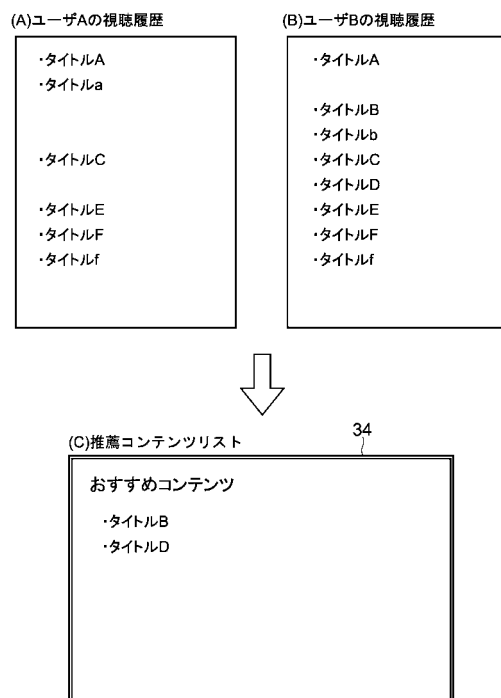 (A)ユーザAの視聴履歴
・タイトルA
・タイトルa
・タイトルC
・タイトルE
・タイトルF
・タイトルf
(B)ユーザBの視聴履歴
・タイトルA
・タイトルB
・タイトルb
・タイトルC
・タイトルD
・タイトルE
・タイトルF
・タイトルf
(C)推薦コンテンツリスト
34
おすすめコンテンツ
・タイトルB
・タイトルD